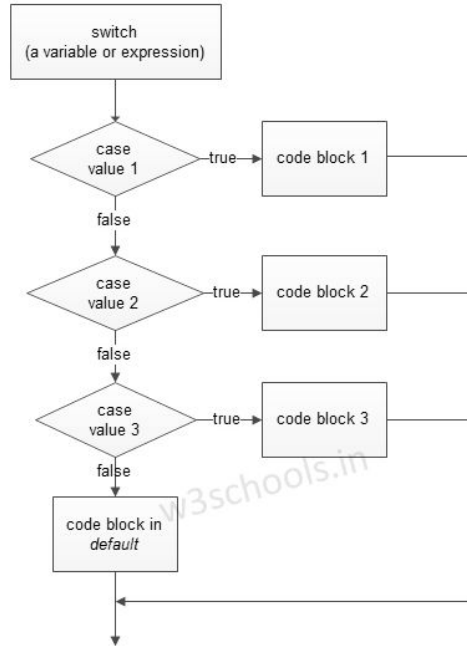 switch
(a variable or expression)
case
value 1
true
code block 1
false
case
value 2
true
code block 2
false
case
value 3
true
code block 3
false
w3schools.in
code block in
default